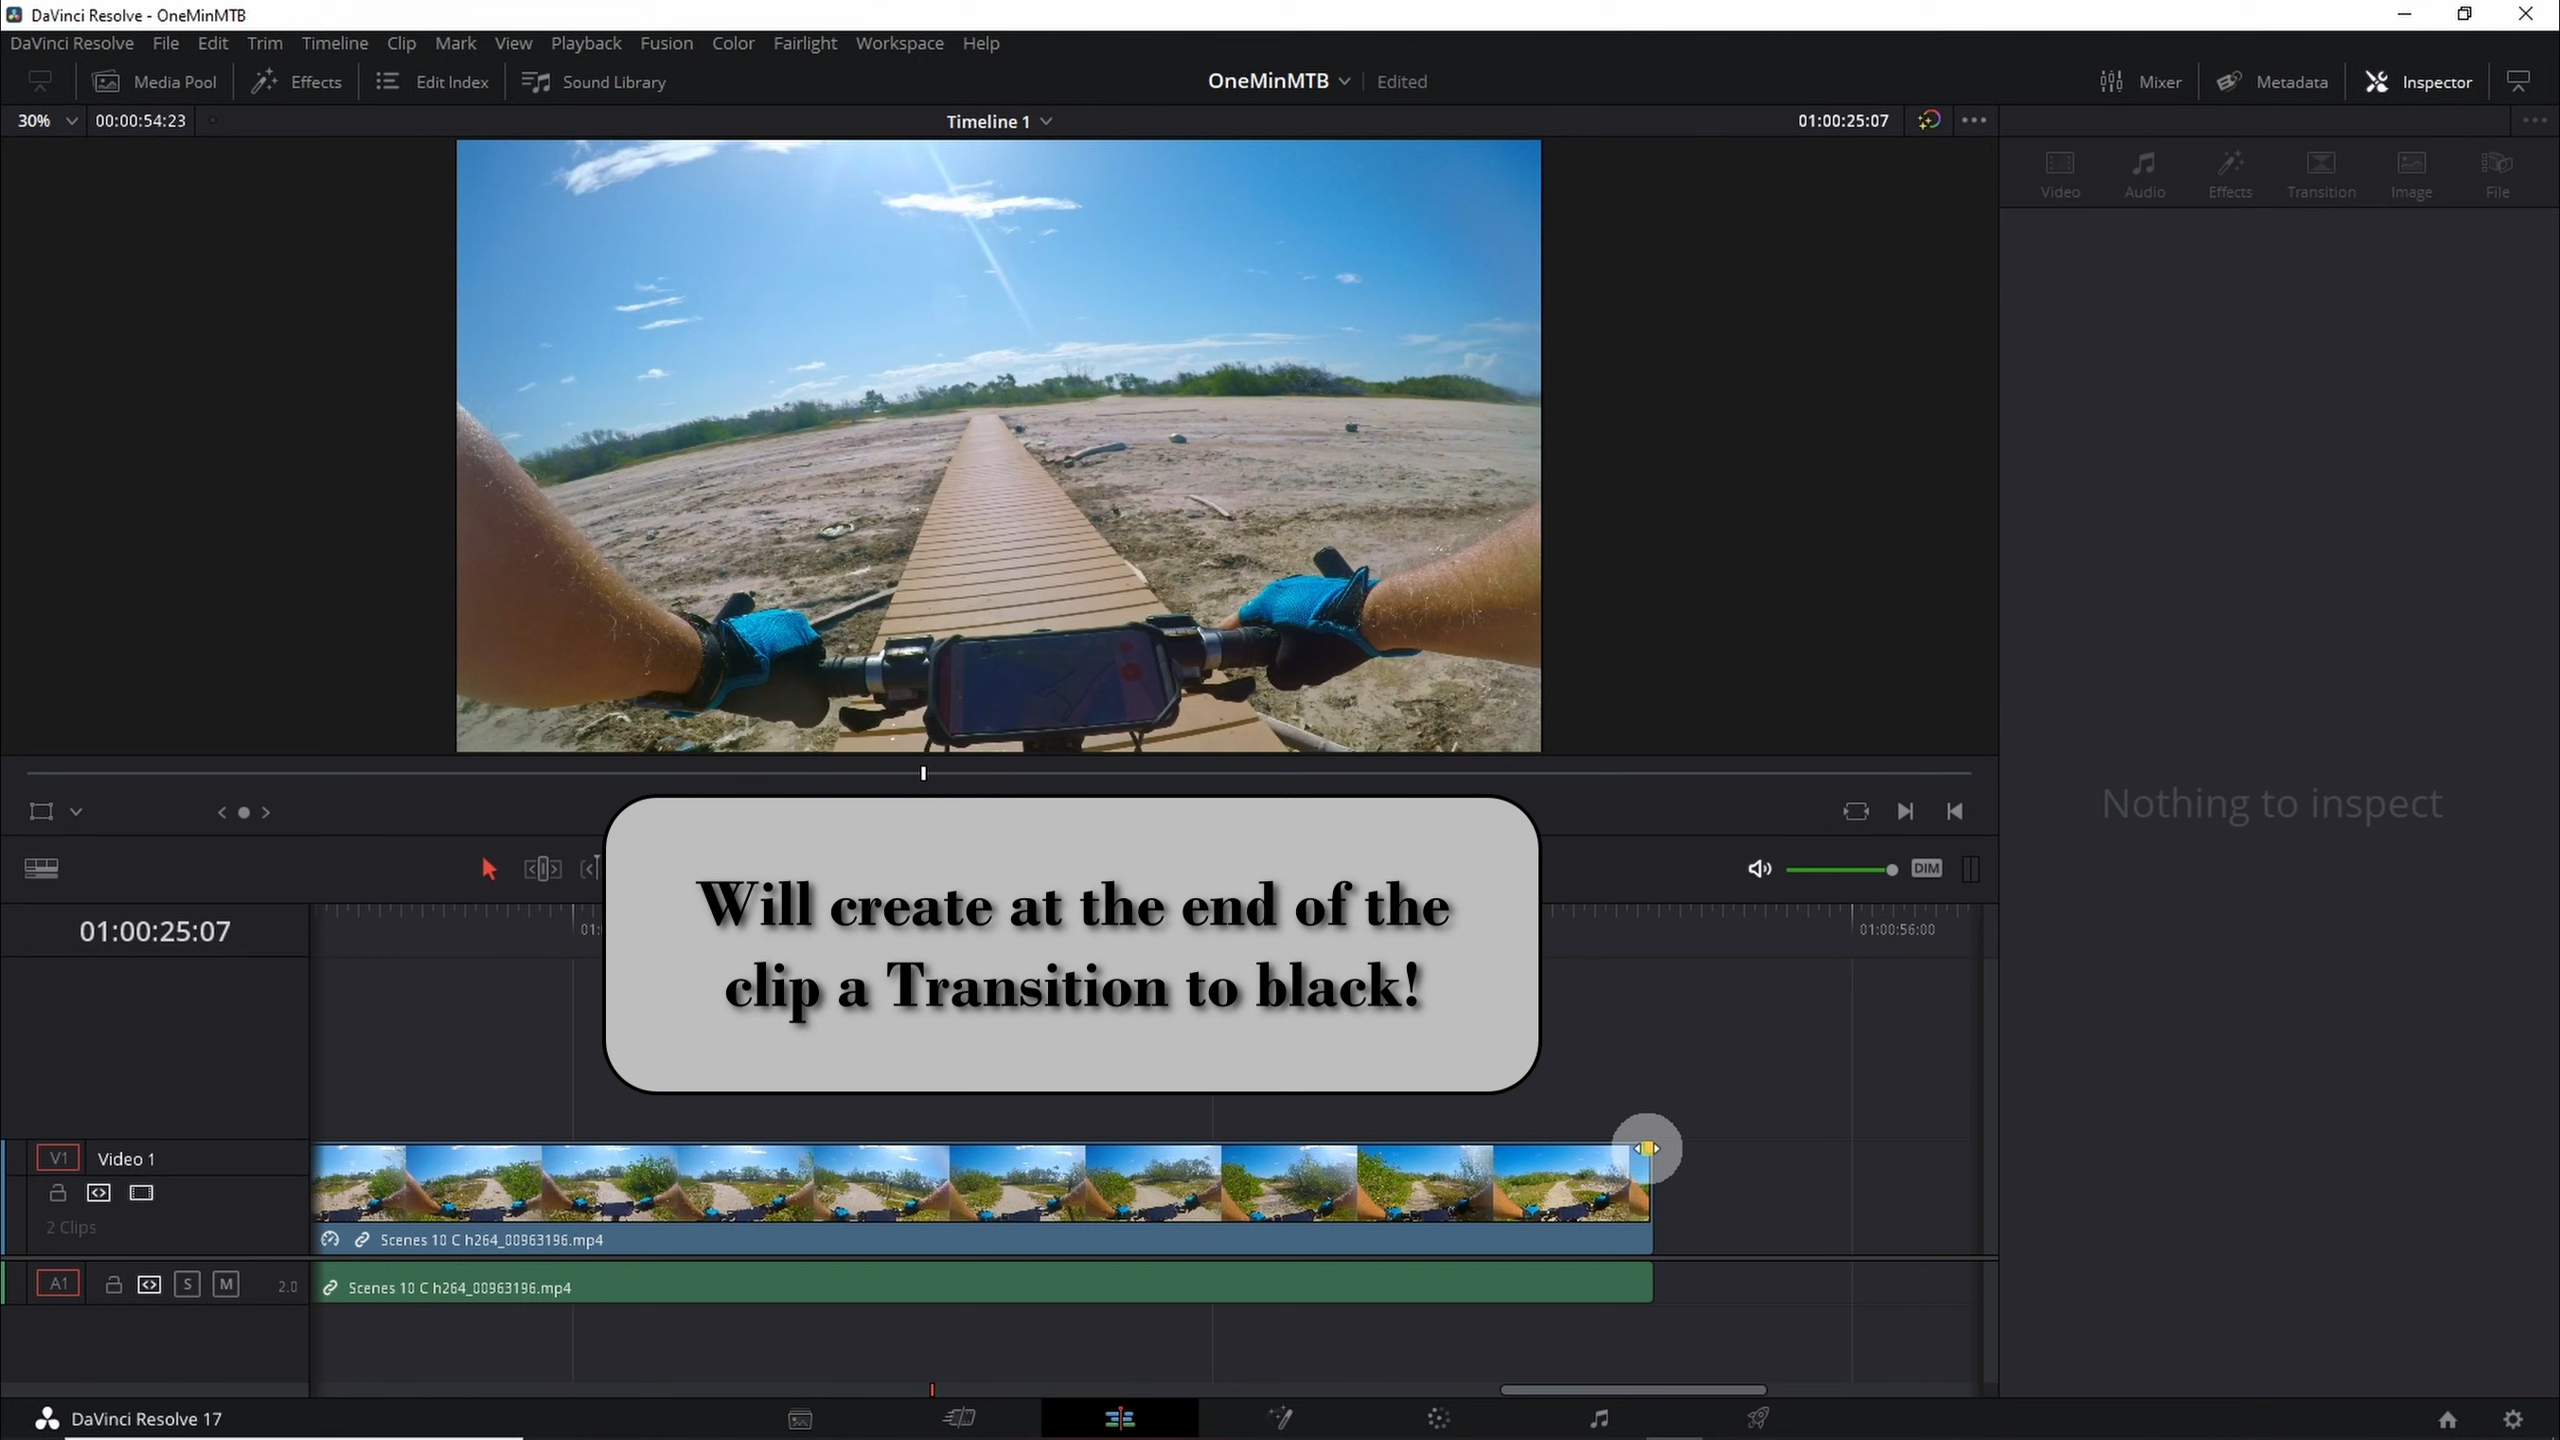 DaVinci Resolve - OneMinMTB
DaVinci Resolve File Edit Trim Timeline Clip Mark View Playback Fusion Color Fairlight Workspace Help
Media Pool Effects Edit Index Sound Library OneMinMTB Edited Mixer Metadata Inspector
30% 00:00:54:23 Timeline 1 01:00:25:07
Video Audio Effects Transition Image File
Nothing to inspect
DIM
Will create at the end of the
clip a Transition to black!
01:00:25:07 01:0 01:00:56:00
V1 Video 1
2 Clips
Scenes 10 C h264_00963196.mp4
A1 S M 2.0 Scenes 10 C h264_00963196.mp4
DaVinci Resolve 17